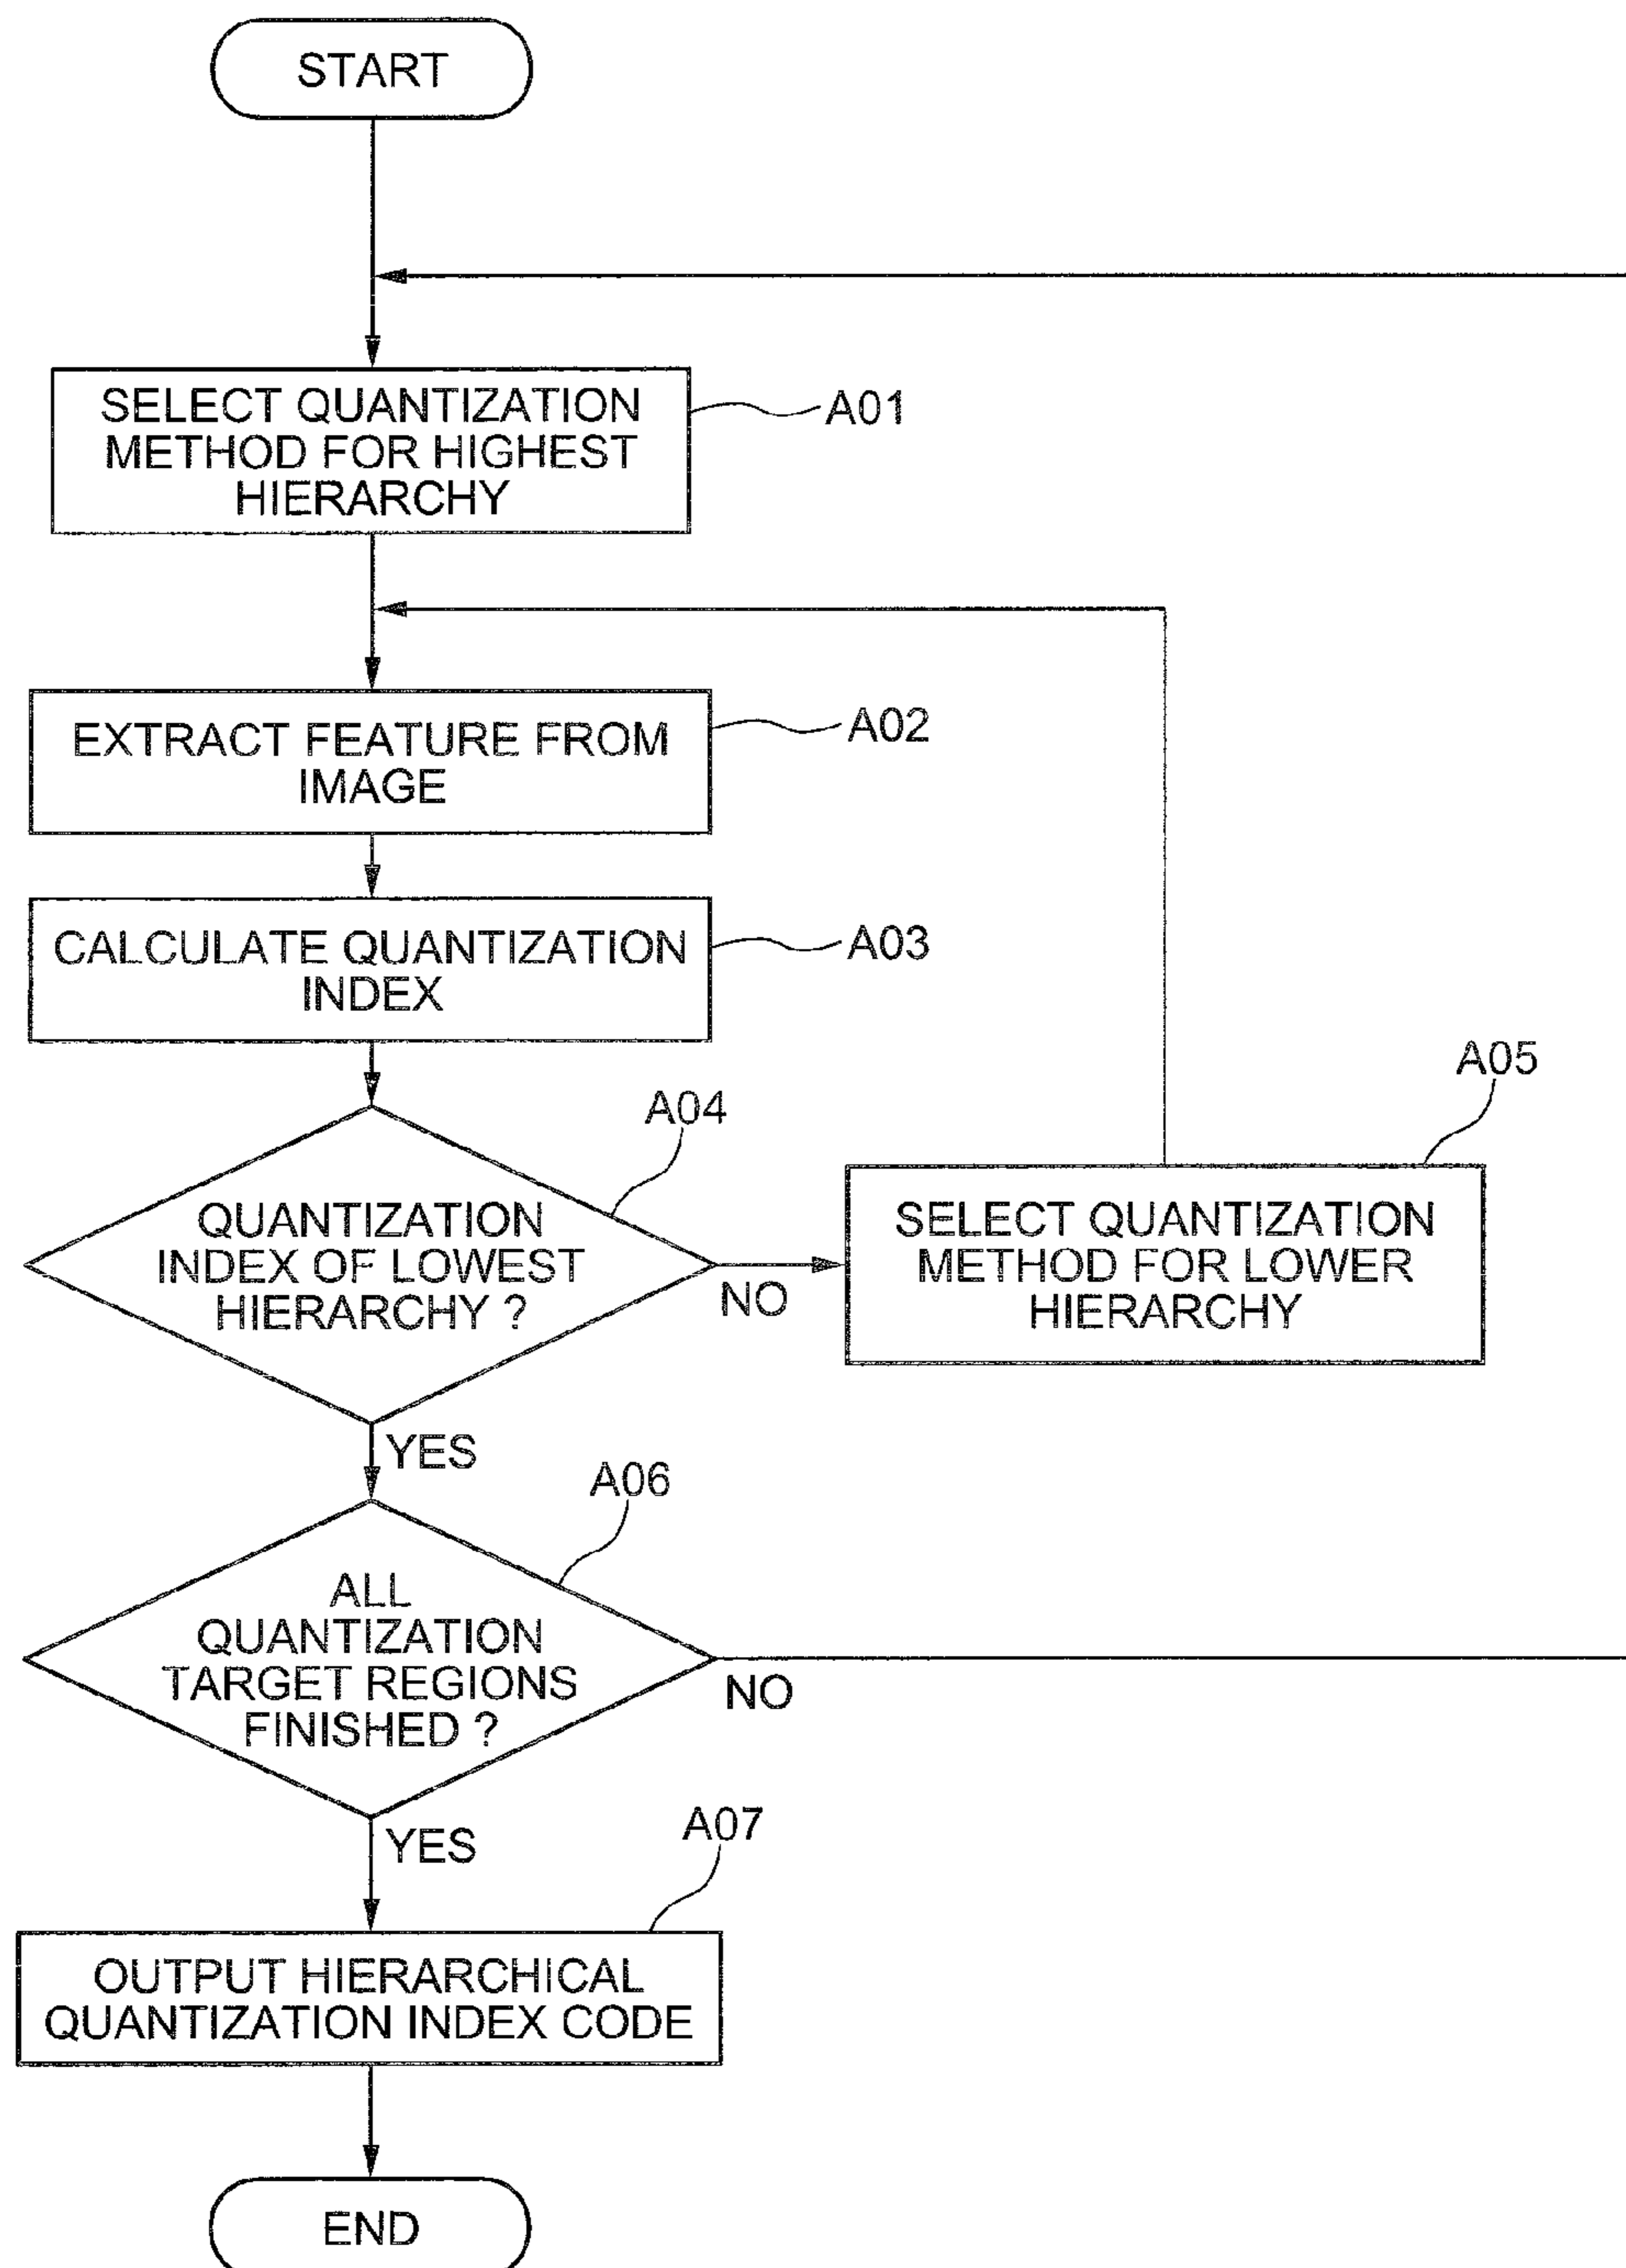 START
SELECT QUANTIZATION
METHOD FOR HIGHEST
HIERARCHY
A01
EXTRACT FEATURE FROM
IMAGE
A02
CALCULATE QUANTIZATION
INDEX
A03
A04
QUANTIZATION
INDEX OF LOWEST
HIERARCHY ?
NO
A05
SELECT QUANTIZATION
METHOD FOR LOWER
HIERARCHY
YES
A06
ALL
QUANTIZATION
TARGET REGIONS
FINISHED ?
NO
YES
A07
OUTPUT HIERARCHICAL
QUANTIZATION INDEX CODE
END